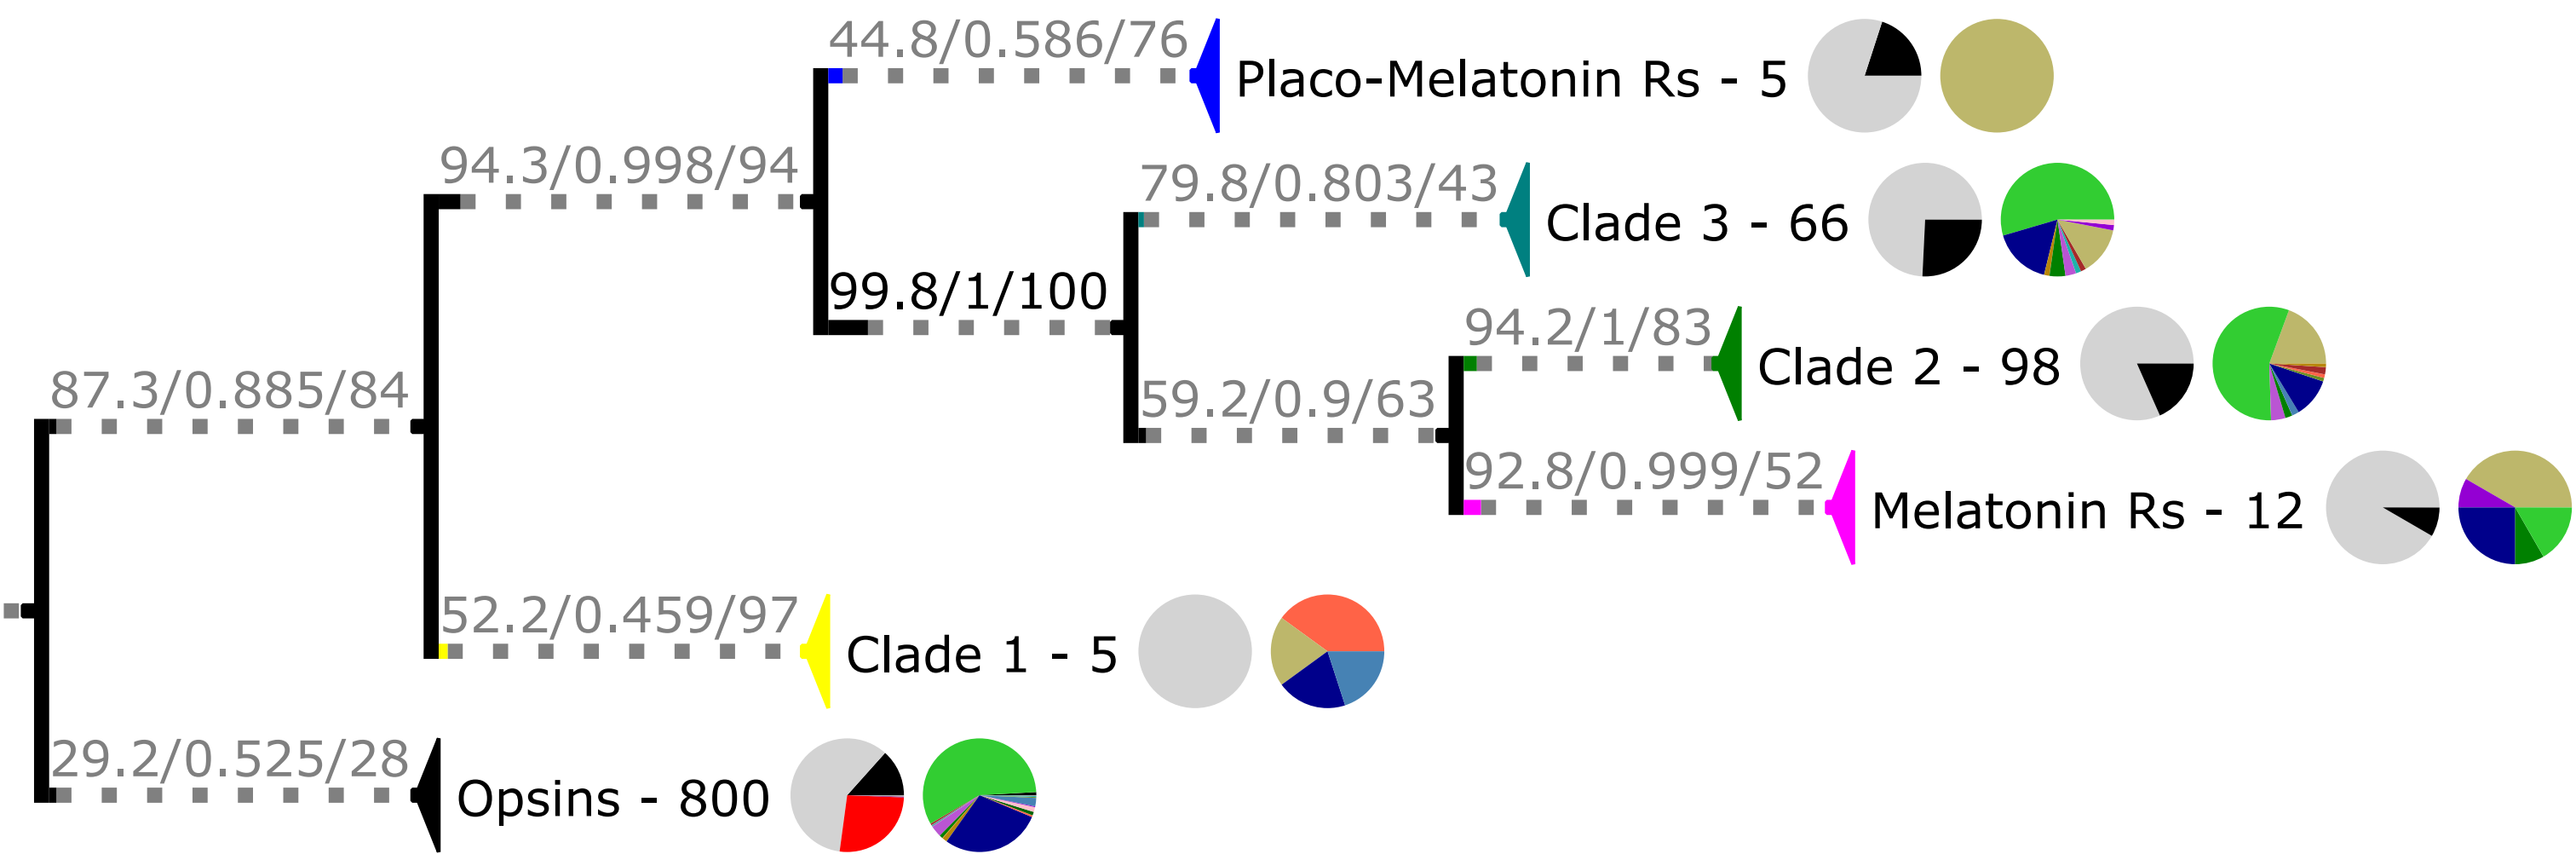 44.8/0.586/76
Placo-Melatonin Rs - 5
94.3/0.998/94
79.8/0.803/43
Clade 3 - 66
99.8/1/100
94.2/1/83
Clade 2 - 98
87.3/0.885/84
59.2/0.9/63
92.8/0.999/52
Melatonin Rs - 12
52.2/0.459/97
Clade 1 - 5
29.2/0.525/28
Opsins - 800